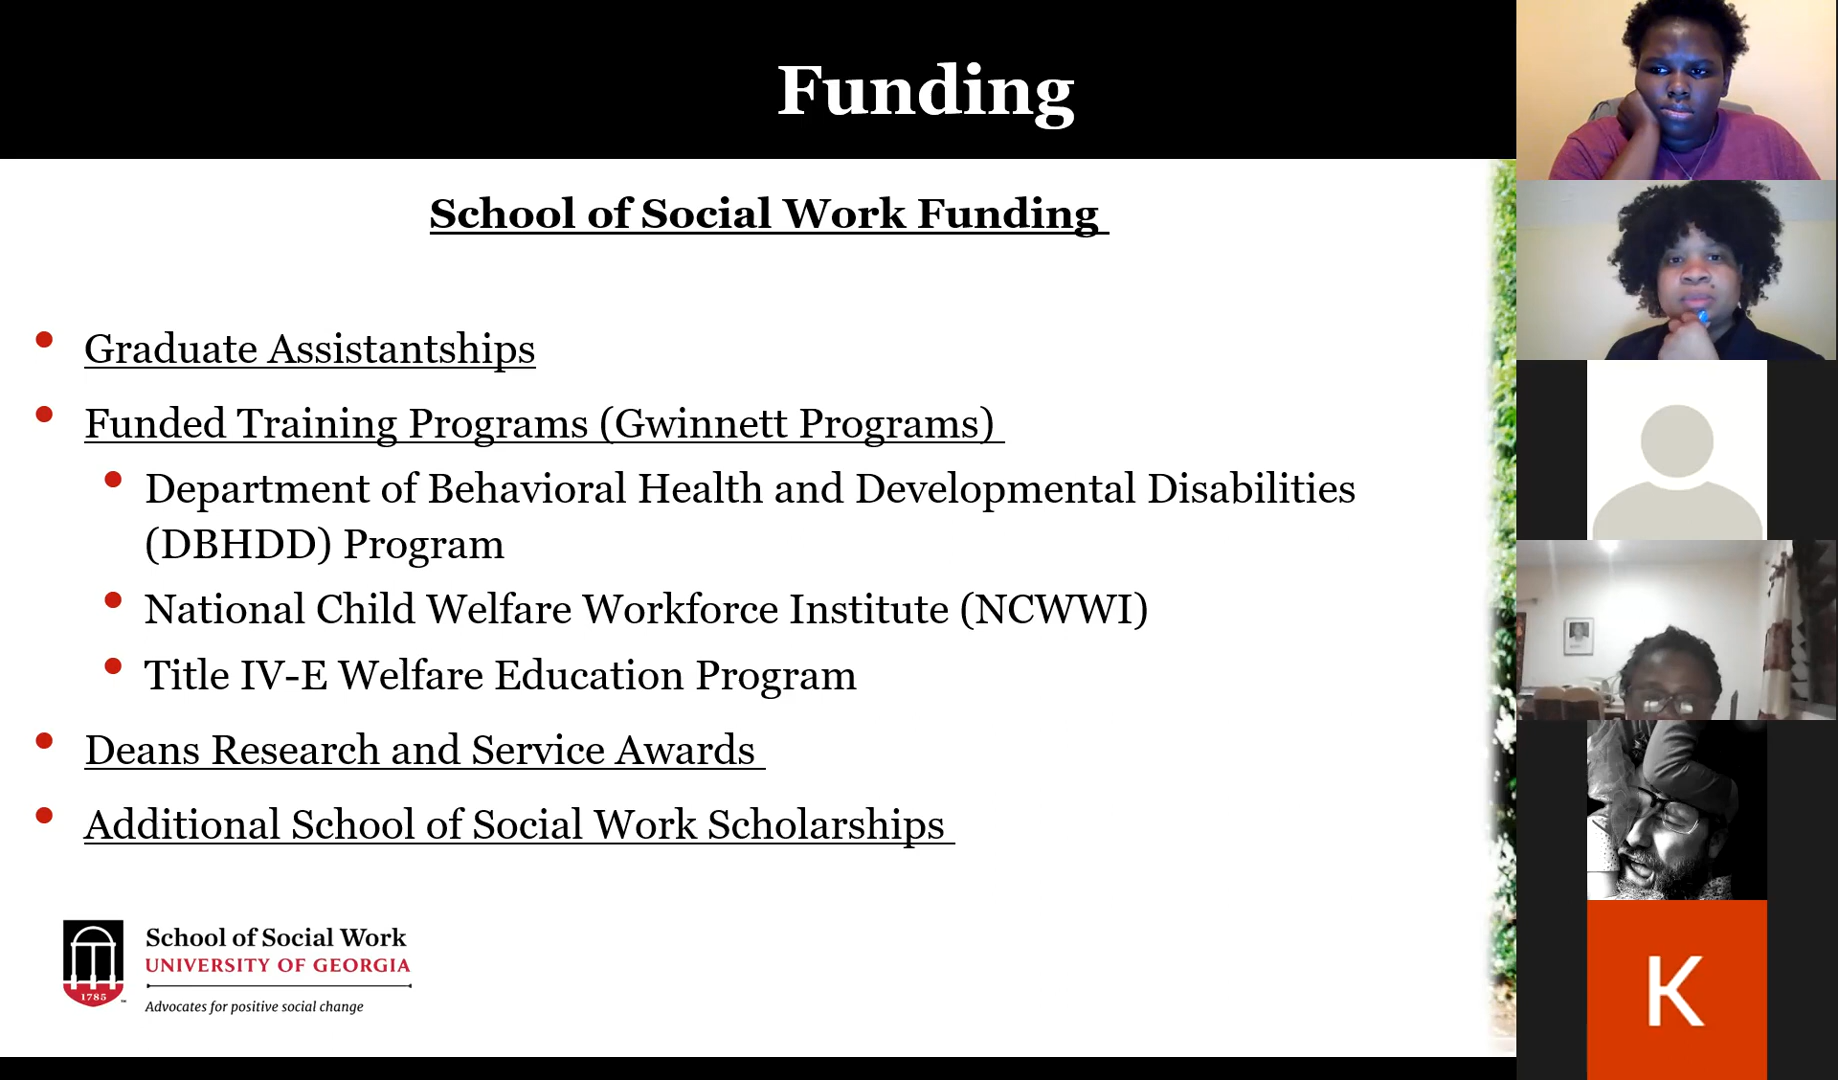 Funding
School of Social Work Funding
Graduate Assistantships
Funded Training Programs (Gwinnett Programs)
Department of Behavioral Health and Developmental Disabilities
(DBHDD) Program
National Child Welfare Workforce Institute (NCWWI)
Title IV-E Welfare Education Program
Deans Research and Service Awards
Additional School of Social Work Scholarships
1785
School of Social Work
UNIVERSITY OF GEORGIA
Advocates for positive social change
K